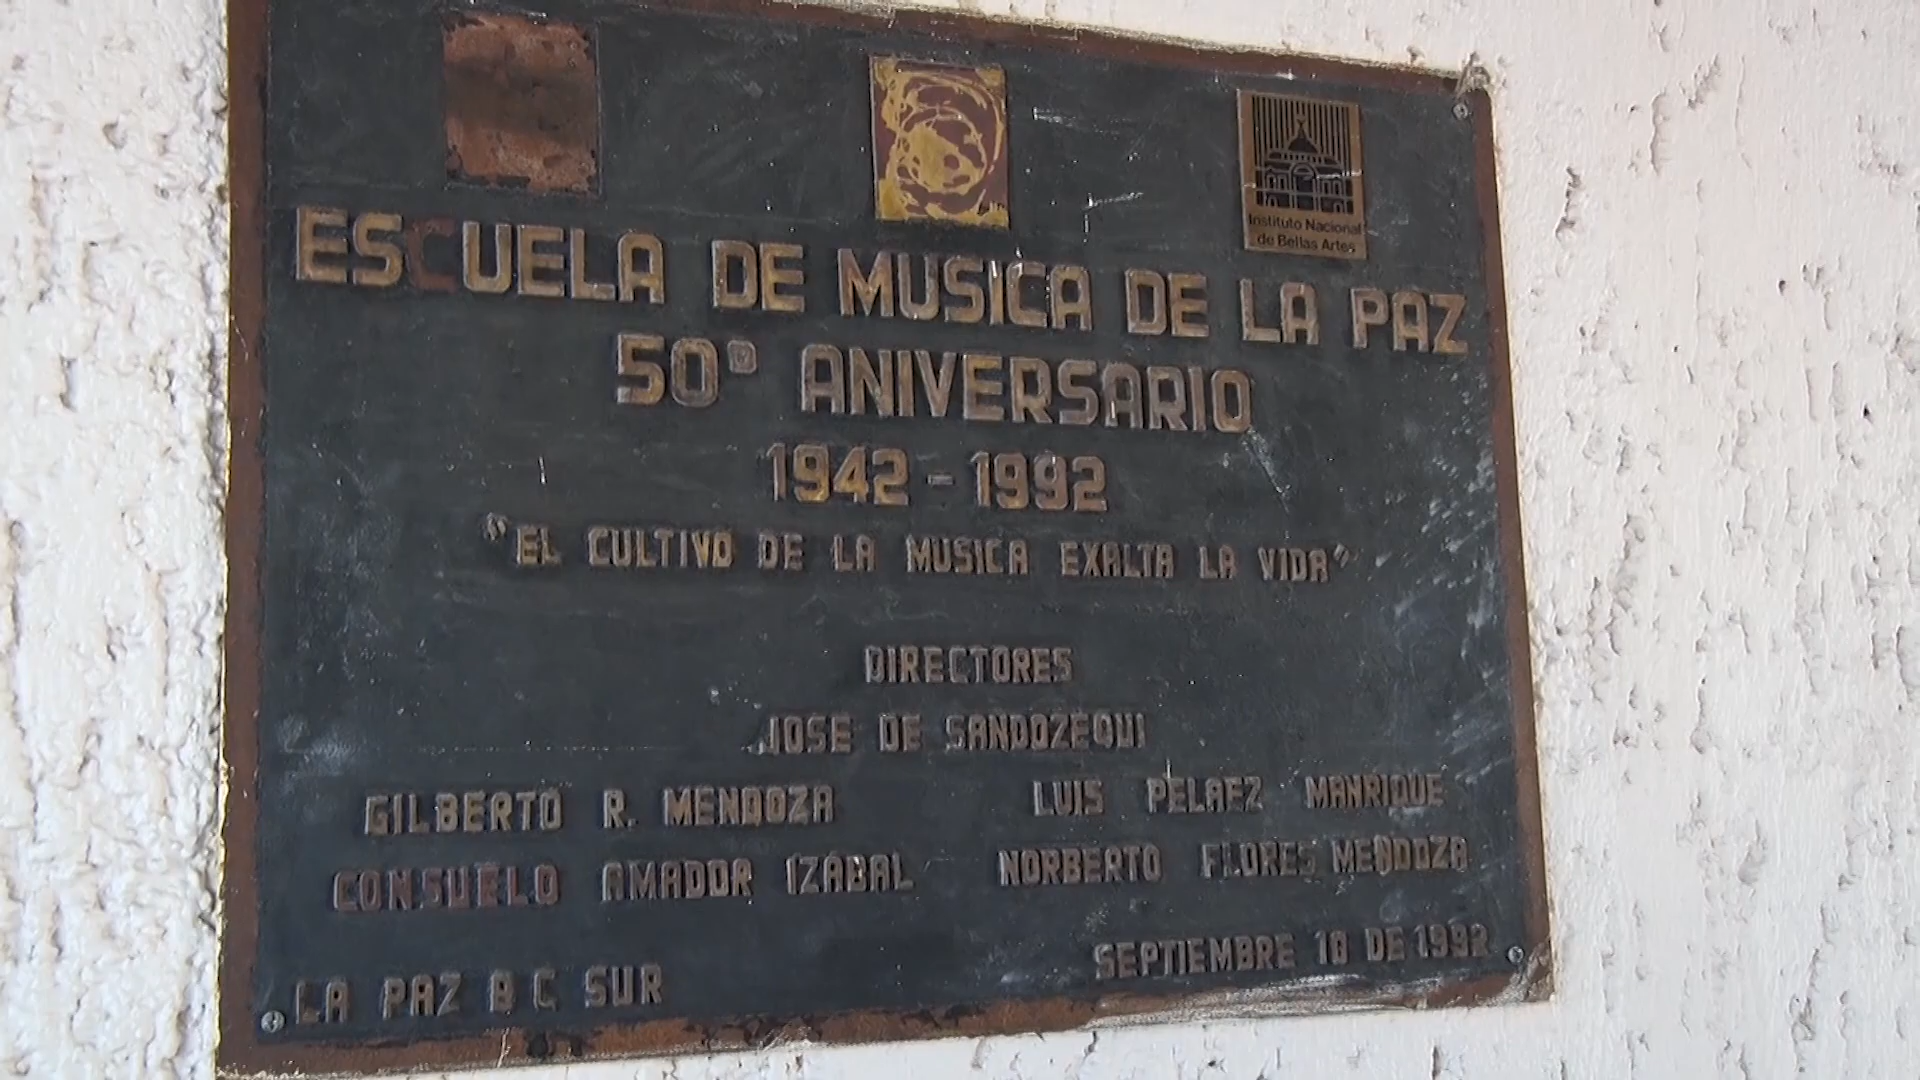 Instituto Nacional
de Bellas Artes
ESCUELA DE MUSICA DE LA PAZ
50º ANIVERSARIO
1942 - 1992
"EL CULTIVO DE LA MUSICA EXALTA LA VIDA"
DIRECTORES
JOSE DE SANDOZEQUI
GILBERTO R. MENDOZA LUIS PELAEZ MANRIQUE
CONSUELO AMADOR IZABAL NORBERTO FLORES MENDOZA
SEPTIEMBRE 18 DE 1992
LA PAZ B C SUR